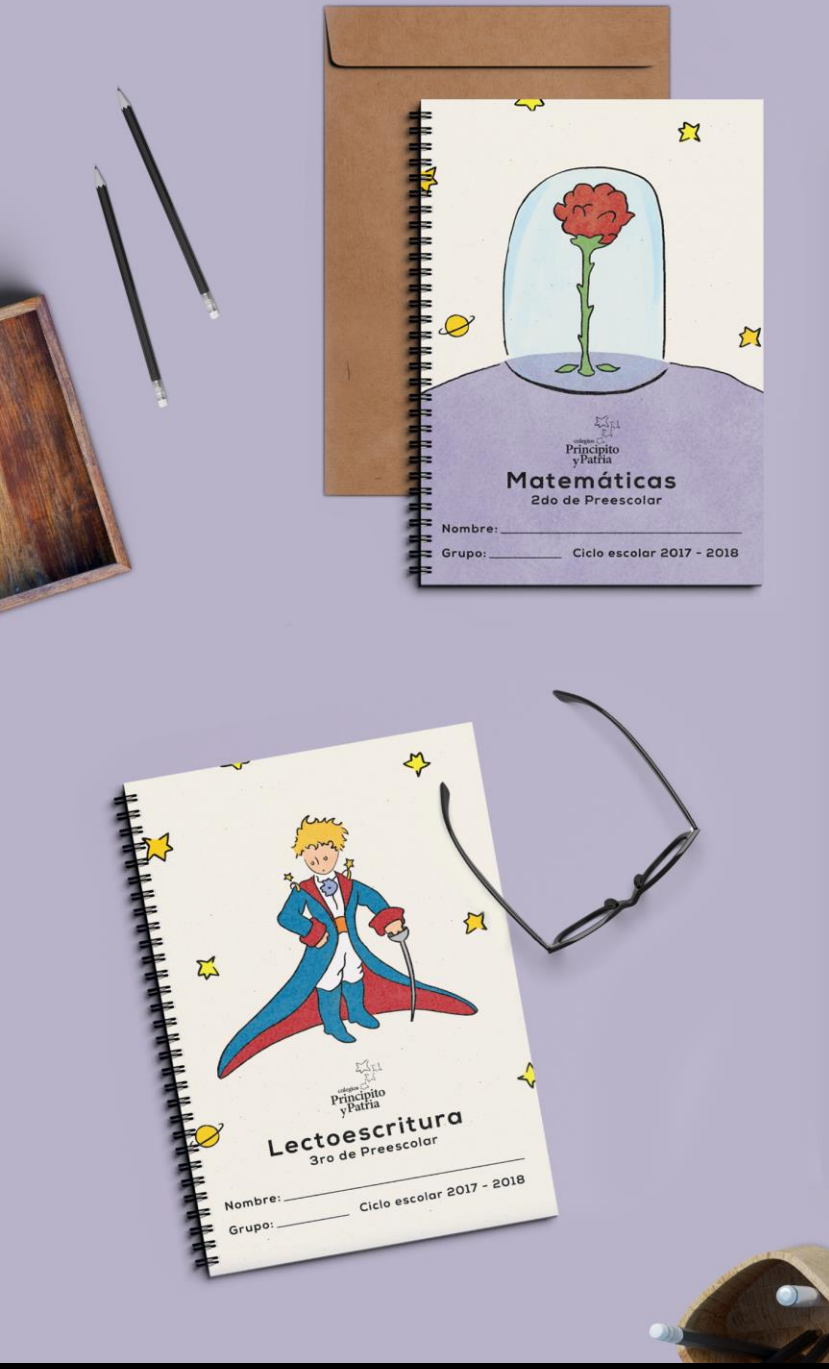 colegios
Principito
y Patria
Matemáticas
2do de Preescolar
Nombre:
Grupo: Ciclo escolar 2017 - 2018
colegios
Principito
y Patria
Lectoescritura
3ro de Preescolar
Nombre:
Grupo: Ciclo escolar 2017 - 2018